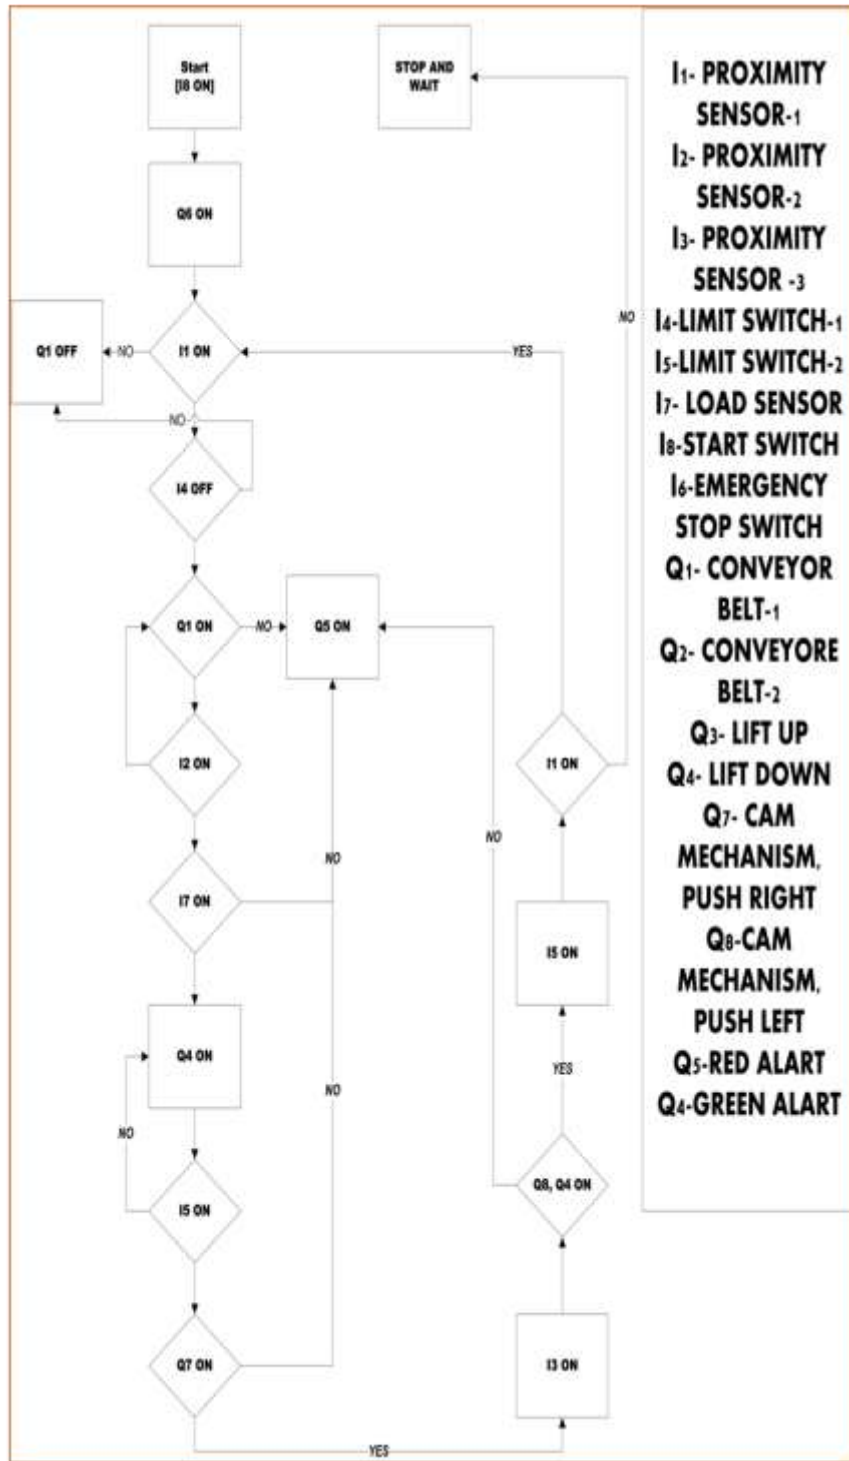 Start
[I8 ON]
STOP AND
WAIT
Q6 ON
I1 ON
NO
Q1 OFF
YES
NO
NO
I4 OFF
Q1 ON
NO
Q5 ON
I2 ON
I1 ON
NO
NO
I7 ON
I5 ON
Q4 ON
YES
NO
NO
Q8, Q4 ON
I5 ON
Q7 ON
I3 ON
YES
I1- PROXIMITY
SENSOR-1
I2- PROXIMITY
SENSOR-2
I3- PROXIMITY
SENSOR -3
I4-LIMIT SWITCH-1
I5-LIMIT SWITCH-2
I7- LOAD SENSOR
I8-START SWITCH
I6-EMERGENCY
STOP SWITCH
Q1- CONVEYOR
BELT-1
Q2- CONVEYORE
BELT-2
Q3- LIFT UP
Q4- LIFT DOWN
Q7- CAM
MECHANISM,
PUSH RIGHT
Q8-CAM
MECHANISM,
PUSH LEFT
Q5-RED ALART
Q4-GREEN ALART